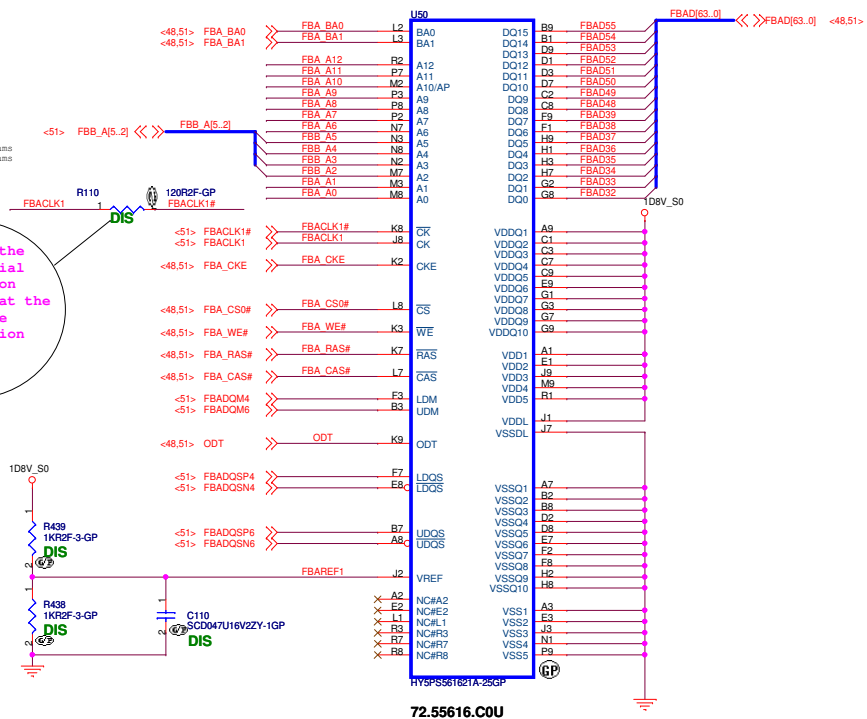 U50
<48,51> FBA_BA0 FBA_BA0 L2 BA0 DQ15 B9 FBAD55
<48,51> FBA_BA1 FBA_BA1 L3 BA1 DQ14 B1 FBAD54
DQ13 D9 FBAD53
FBA_A12 R2 A12 DQ12 D1 FBAD52
FBA_A11 P7 A11 DQ11 D3 FBAD51
FBA_A10 M2 A10/AP DQ10 D7 FBAD50
FBA_A9 P3 A9 DQ9 C2 FBAD49
FBA_A8 P8 A8 DQ8 C8 FBAD48
FBA_A7 P2 A7 DQ7 F9 FBAD39
FBA_A6 N7 A6 DQ6 F1 FBAD38
FBB_A5 N3 A5 DQ5 H9 FBAD37
FBB_A4 N8 A4 DQ4 H1 FBAD36
FBB_A3 N2 A3 DQ3 H3 FBAD35
FBB_A2 M7 A2 DQ2 H7 FBAD34
FBA_A1 M3 A1 DQ1 G2 FBAD33
FBA_A0 M8 A0 DQ0 G8 FBAD32
FBAD[63..0] FBAD[63..0] <48,51>
<51> FBB_A[5..2] FBB_A[5..2]
ms
ms
R110 120R2F-GP
FBACLK1 1 2 FBACLK1#
DIS
the
ial
on
at the
e
ion
<51> FBACLK1# FBACLK1# K8 CK
<51> FBACLK1 FBACLK1 J8 CK
<48,51> FBA_CKE FBA_CKE K2 CKE
<48,51> FBA_CS0# FBA_CS0# L8 CS
<48,51> FBA_WE# FBA_WE# K3 WE
<48,51> FBA_RAS# FBA_RAS# K7 RAS
<48,51> FBA_CAS# FBA_CAS# L7 CAS
<51> FBADQM4 F3 LDM
<51> FBADQM6 B3 UDM
<48,51> ODT ODT K9 ODT
<51> FBADQSP4 F7 LDQS
<51> FBADQSN4 E8 LDQS
<51> FBADQSP6 B7 UDQS
<51> FBADQSN6 A8 UDQS
FBAREF1 J2 VREF
A2 NC#A2
E2 NC#E2
L1 NC#L1
R3 NC#R3
R7 NC#R7
R8 NC#R8
1D8V_S0
VDDQ1 A9
VDDQ2 C1
VDDQ3 C3
VDDQ4 C7
VDDQ5 C9
VDDQ6 E9
VDDQ7 G1
VDDQ8 G3
VDDQ9 G7
VDDQ10 G9
VDD1 A1
VDD2 E1
VDD3 J9
VDD4 M9
VDD5 R1
VDDL J1
VSSDL J7
VSSQ1 A7
VSSQ2 B2
VSSQ3 B8
VSSQ4 D2
VSSQ5 D8
VSSQ6 E7
VSSQ7 F2
VSSQ8 F8
VSSQ9 H2
VSSQ10 H8
VSS1 A3
VSS2 E3
VSS3 J3
VSS4 N1
VSS5 P9
GP
1D8V_S0
1
R439
1KR2F-3-GP
DIS
2
1
R438
1KR2F-3-GP
DIS
2
1
C110
SCD047U16V2ZY-1GP
2
DIS
HY5PS561621A-25GP
72.55616.C0U